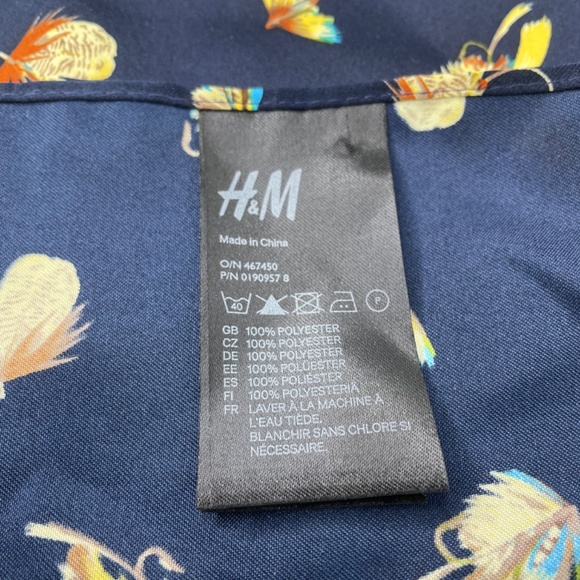 H&M
Made in China
O/N 467450
P/N 0190957 8
40 P
GB 100% POLYESTER
CZ 100% POLYESTER
DE 100% POLYESTER
EE 100% POLÜESTER
ES 100% POLIÉSTER
FI 100% POLYESTERIA
FR LAVER À LA MACHINE À
L'EAU TIÈDE.
BLANCHIR SANS CHLORE SI
NÉCESSAIRE.